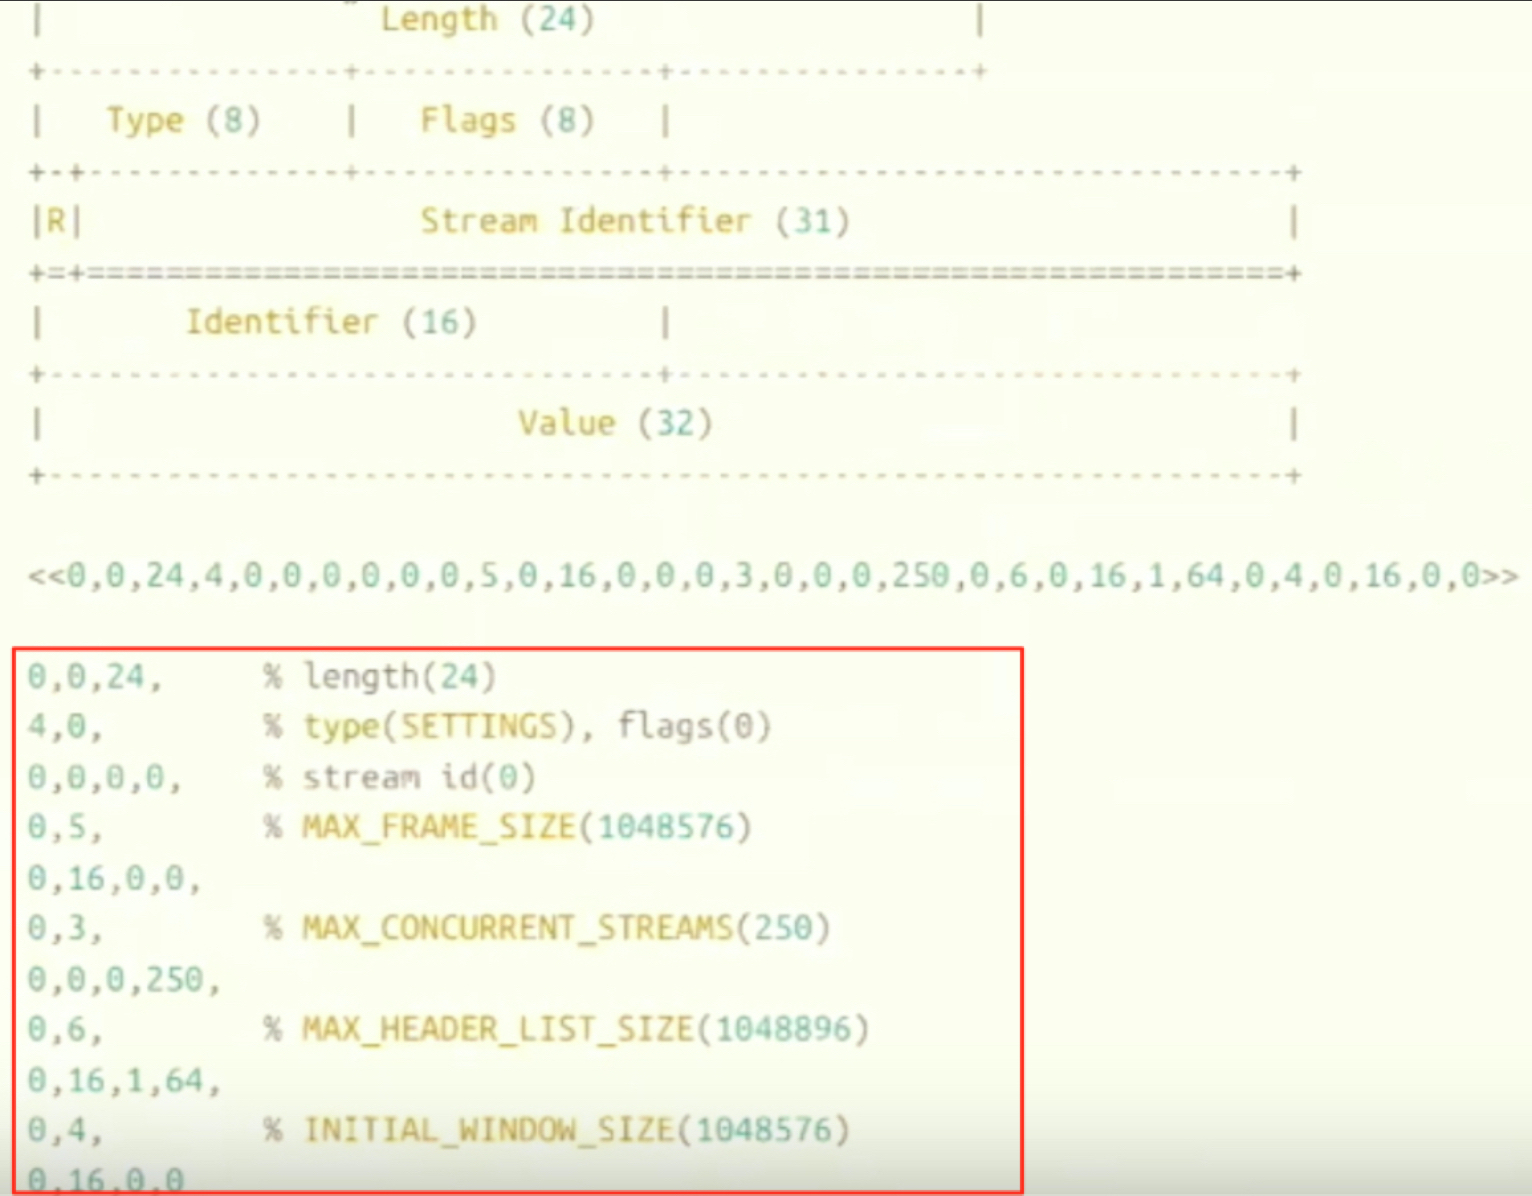 | Length (24) |
+---------------+---------------+---------------+
| Type (8) | Flags (8) |
+-+-------------+---------------+-------------------------------+
|R| Stream Identifier (31) |
+=+=============================================================+
| Identifier (16) |
+-------------------------------+-------------------------------+
| Value (32) |
+---------------------------------------------------------------+
<<0,0,24,4,0,0,0,0,0,0,5,0,16,0,0,0,3,0,0,0,250,0,6,0,16,1,64,0,4,0,16,0,0>>
0,0,24, % length(24)
4,0, % type(SETTINGS), flags(0)
0,0,0,0, % stream id(0)
0,5, % MAX_FRAME_SIZE(1048576)
0,16,0,0,
0,3, % MAX_CONCURRENT_STREAMS(250)
0,0,0,250,
0,6, % MAX_HEADER_LIST_SIZE(1048896)
0,16,1,64,
0,4, % INITIAL_WINDOW_SIZE(1048576)
0,16,0,0